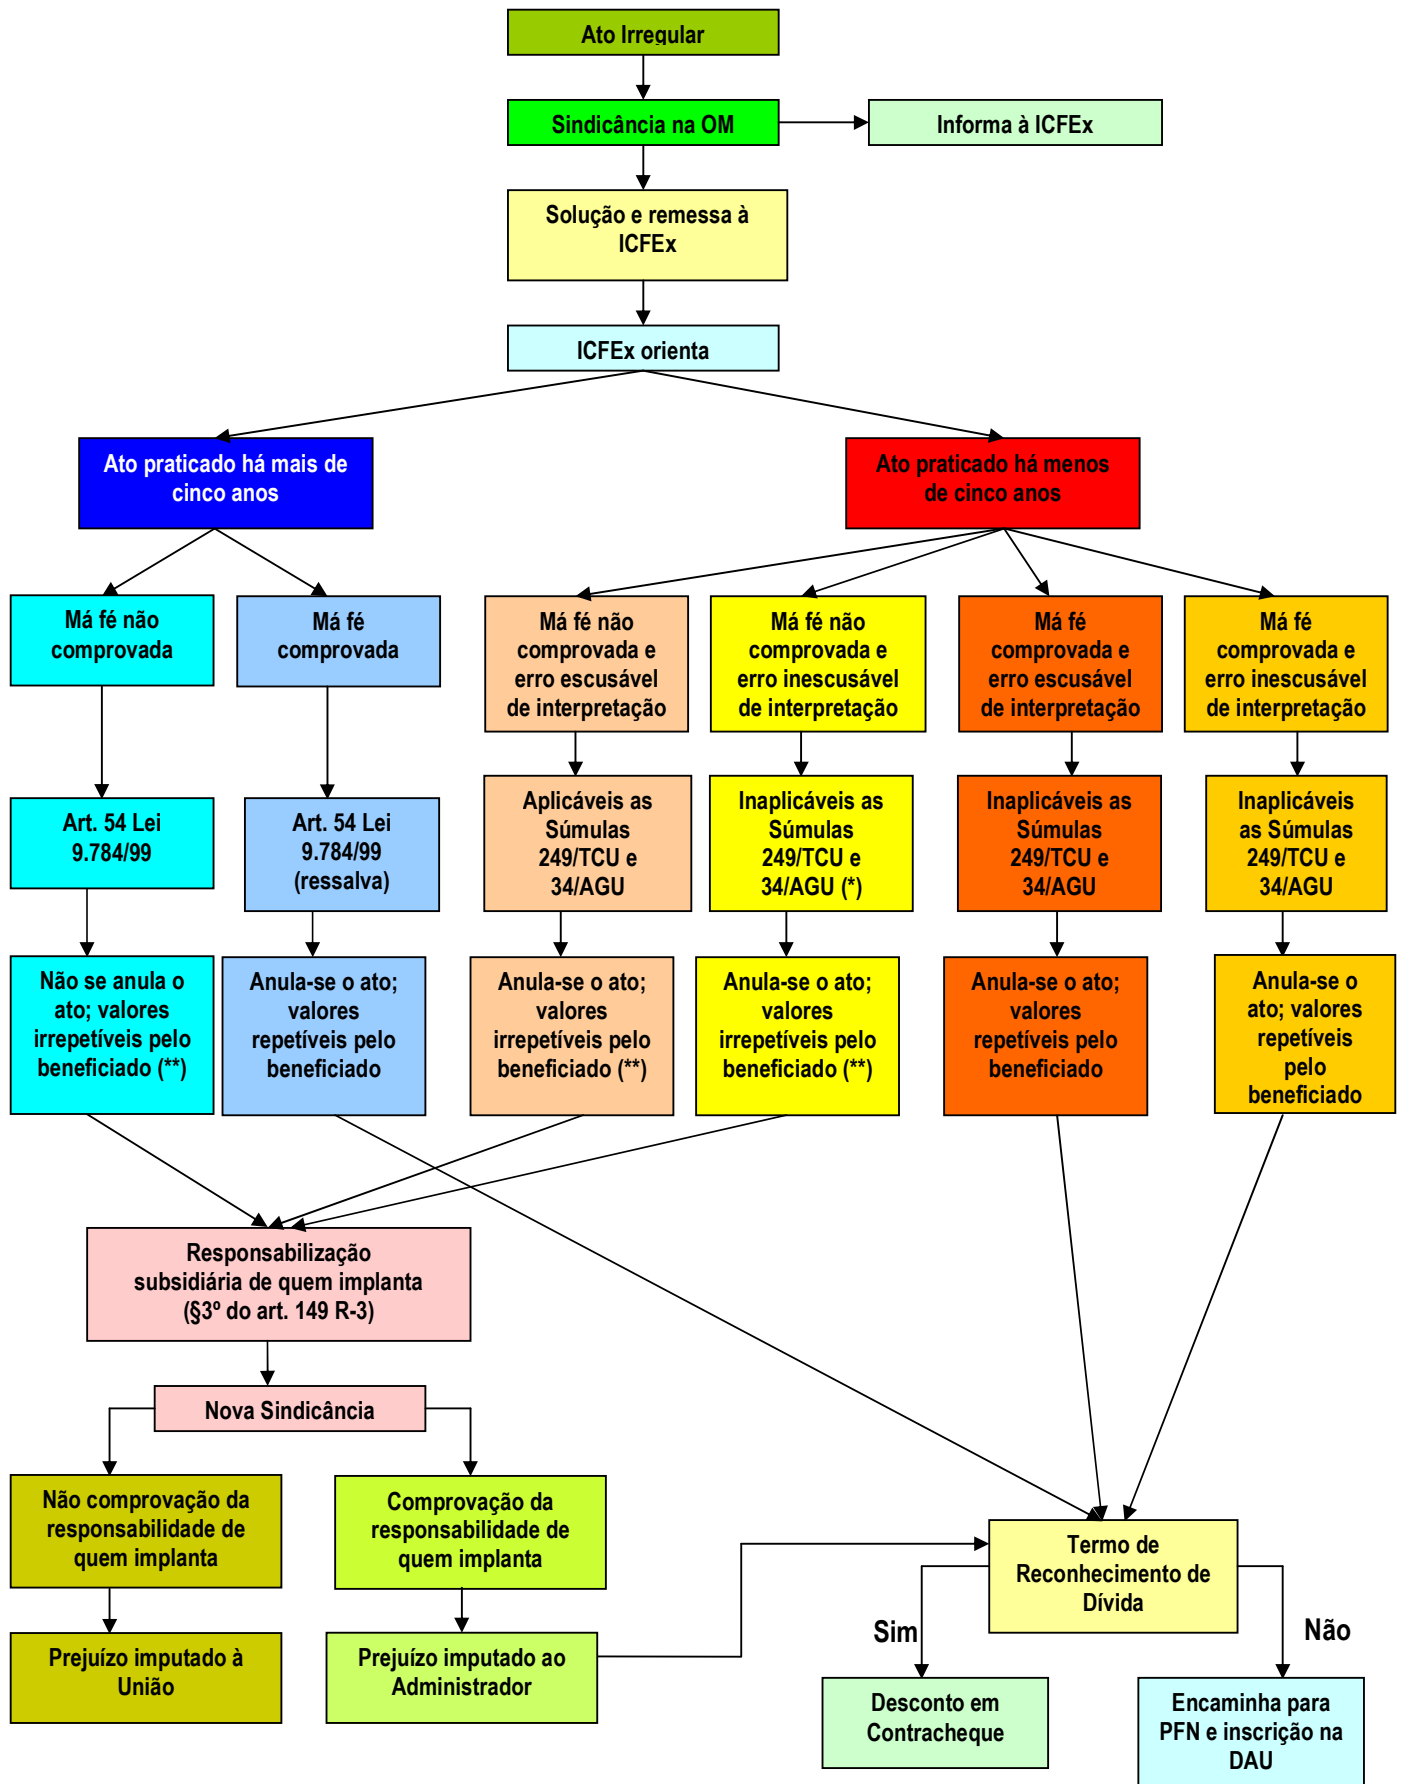 Ato Irregular
Sindicância na OM
Informa à ICFEx
Solução e remessa à
ICFEx
ICFEx orienta
Ato praticado há mais de
cinco anos
Ato praticado há menos
de cinco anos
Má fé não
comprovada
Má fé
comprovada
Má fé não
comprovada e
erro escusável
de interpretação
Má fé não
comprovada e
erro inescusável
de interpretação
Má fé
comprovada e
erro escusável
de interpretação
Má fé
comprovada e
erro inescusável
de interpretação
Art. 54 Lei
9.784/99
Art. 54 Lei
9.784/99
(ressalva)
Aplicáveis as
Súmulas
249/TCU e
34/AGU
Inaplicáveis as
Súmulas
249/TCU e
34/AGU (*)
Inaplicáveis as
Súmulas
249/TCU e
34/AGU
Inaplicáveis
as Súmulas
249/TCU e
34/AGU
Não se anula o
ato; valores
irrepetíveis pelo
beneficiado (**)
Anula-se o ato;
valores
repetíveis pelo
beneficiado
Anula-se o ato;
valores
irrepetíveis pelo
beneficiado (**)
Anula-se o ato;
valores
irrepetíveis pelo
beneficiado (**)
Anula-se o ato;
valores
repetíveis pelo
beneficiado
Anula-se o
ato; valores
repetíveis
pelo
beneficiado
Responsabilização
subsidiária de quem implanta
(§3º do art. 149 R-3)
Nova Sindicância
Não comprovação da
responsabilidade de
quem implanta
Comprovação da
responsabilidade de
quem implanta
Termo de
Reconhecimento de
Dívida
Prejuízo imputado à
União
Prejuízo imputado ao
Administrador
Sim
Não
Desconto em
Contracheque
Encaminha para
PFN e inscrição na
DAU